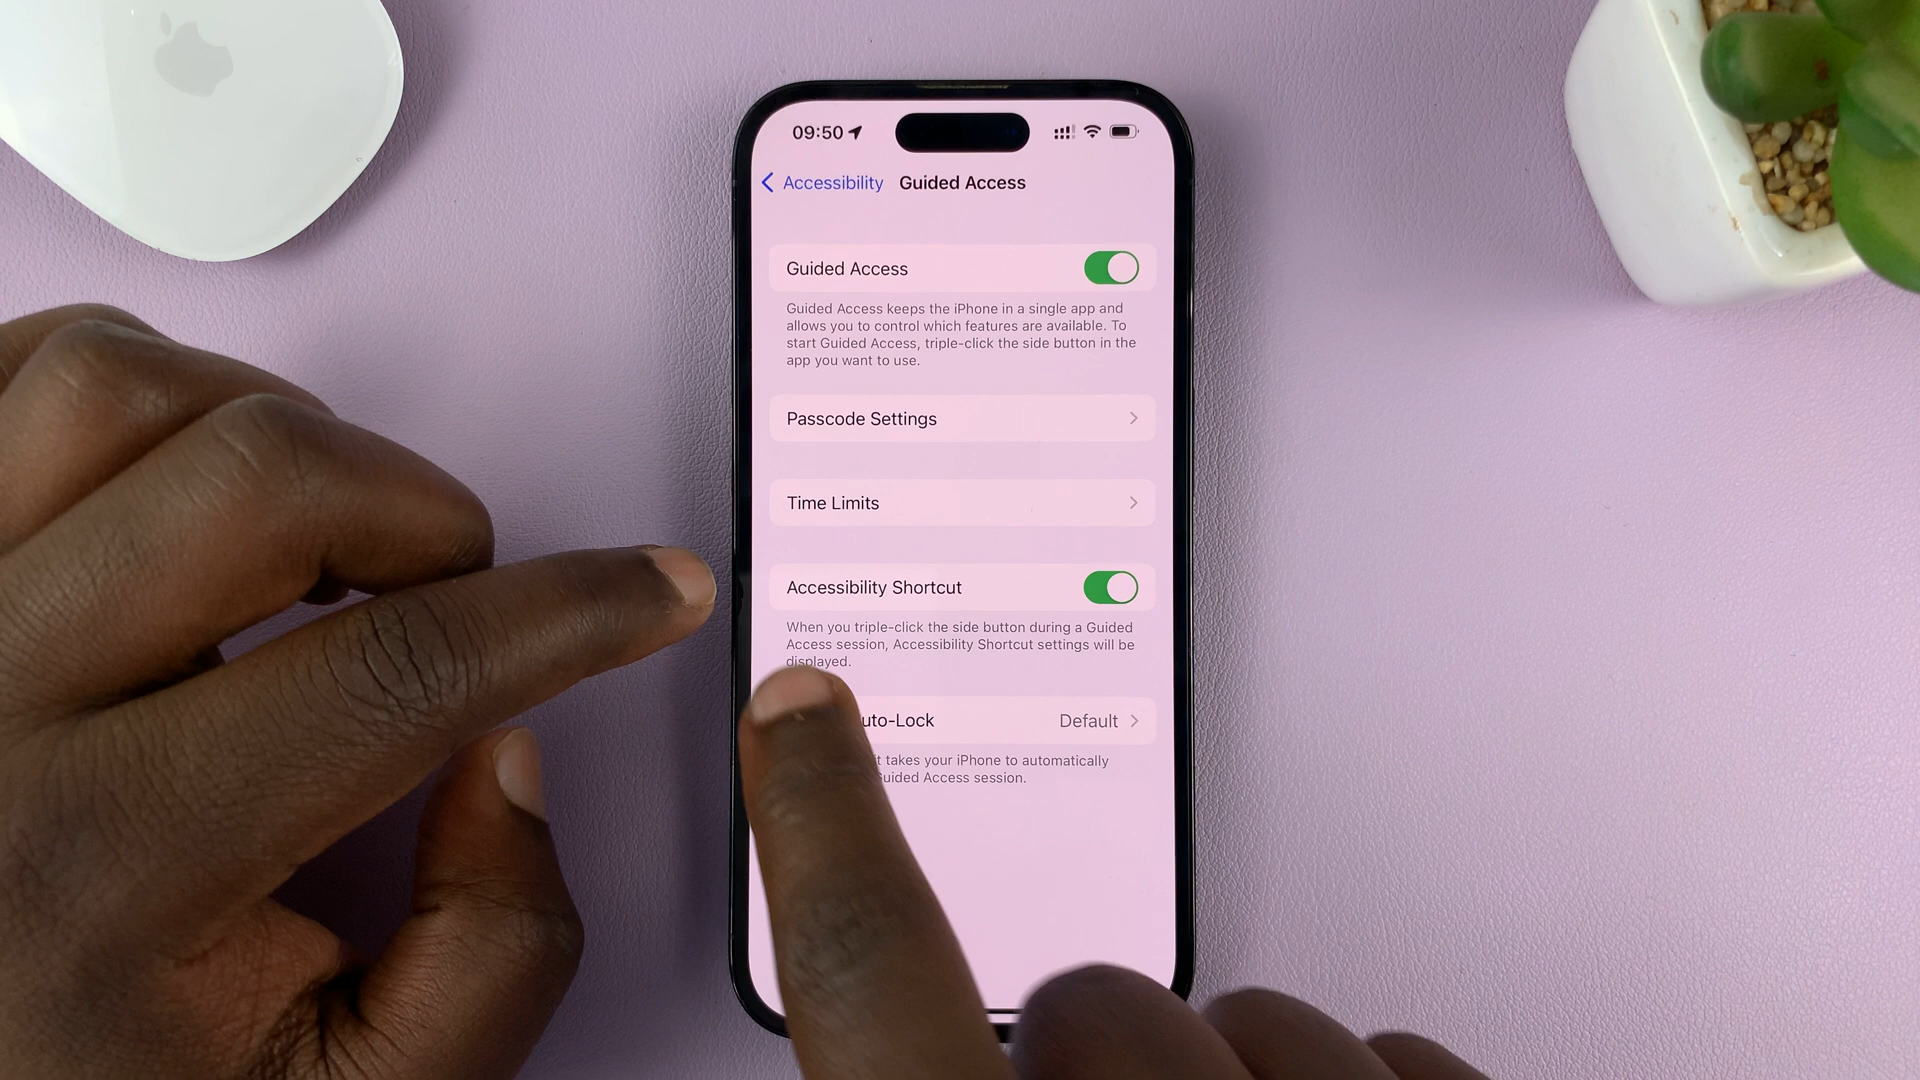 09:50
Accessibility Guided Access
Guided Access
Guided Access keeps the iPhone in a single app and
allows you to control which features are available. To
start Guided Access, triple-click the side button in the
app you want to use.
Passcode Settings
Time Limits
Accessibility Shortcut
When you triple-click the side button during a Guided
Access session, Accessibility Shortcut settings will be
displayed.
uto-Lock Default
t takes your iPhone to automatically
Guided Access session.